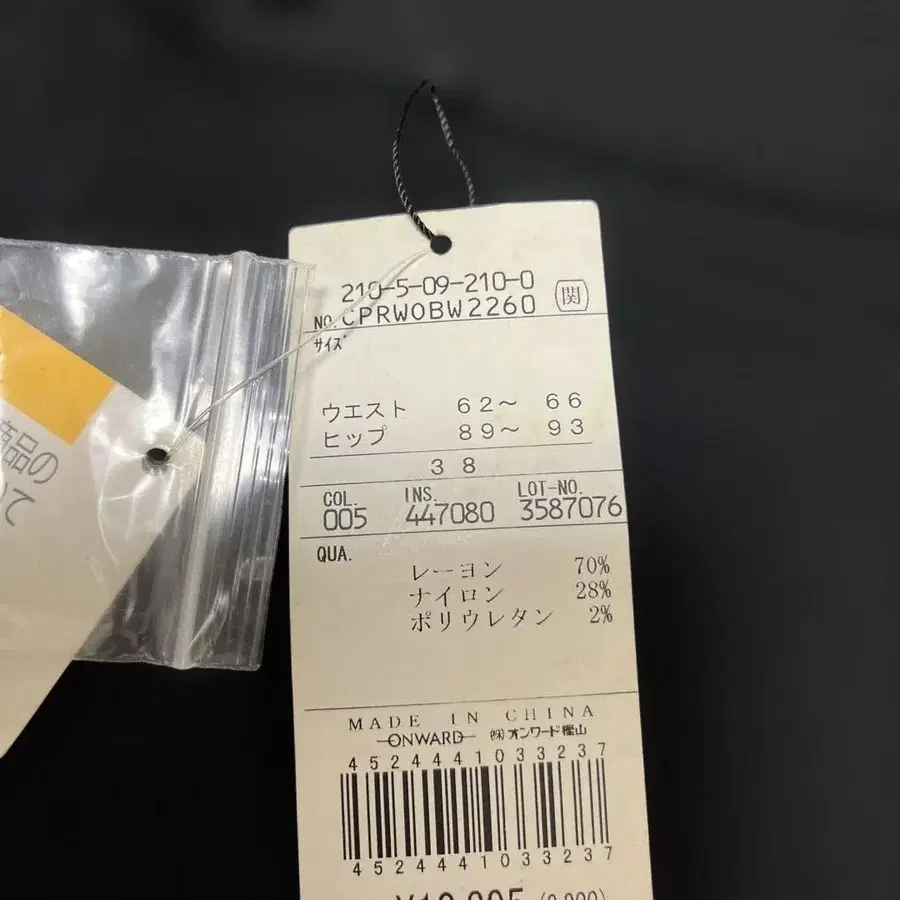 210-5-09-210-0
NO.CPRWOBW2260 関
サイズ
ウエスト 62〜 66
ヒップ 89〜 93
38
COL. INS. LOT-NO.
005 447080 3587076
QUA.
レーヨン 70%
ナイロン 28%
ポリウレタン 2%
MADE IN CHINA
ONWARD ㈱オンワード樫山
4524441033237
4524441033237
商品の
いて